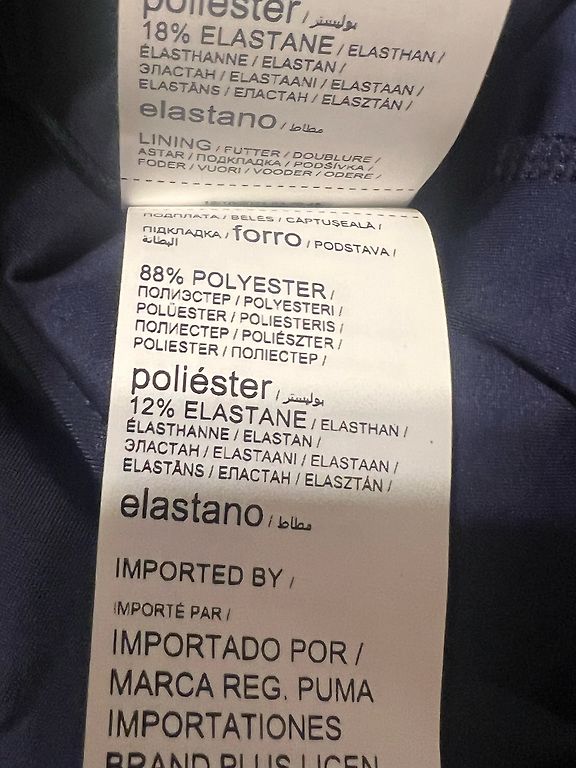 poliéster / بوليستر /
18% ELASTANE / ELASTHAN /
ÉLASTHANNE / ELASTAN /
ЭЛАСТАН / ELASTAANI / ELASTAAN /
ELASTĀNS / ЕЛАСТАН / ELASZTÁN /
elastano / مطاط /
LINING / FUTTER / DOUBLURE /
ASTAR / ПОДКЛАДКА / PODŠÍVKA /
FODER / VUORI / VOODER / ODERE /
ПОДПЛАТА / BÉLÉS / CAPTUSEALA /
ПІДКЛАДКА / forro / PODSTAVA /
البطانة
88% POLYESTER /
ПОЛИЭСТЕР / POLYESTERI /
POLÜESTER / POLIESTERIS /
ПОЛИЕСТЕР / POLIÉSZTER /
POLIESTER / ПОЛІЕСТЕР /
poliéster / بوليستر /
12% ELASTANE / ELASTHAN /
ÉLASTHANNE / ELASTAN /
ЭЛАСТАН / ELASTAANI / ELASTAAN /
ELASTĀNS / ЕЛАСТАН / ELASZTÁN /
elastano / مطاط /
IMPORTED BY /
IMPORTÉ PAR /
IMPORTADO POR /
MARCA REG. PUMA
IMPORTATIONES
BRAND PLUS LICEN